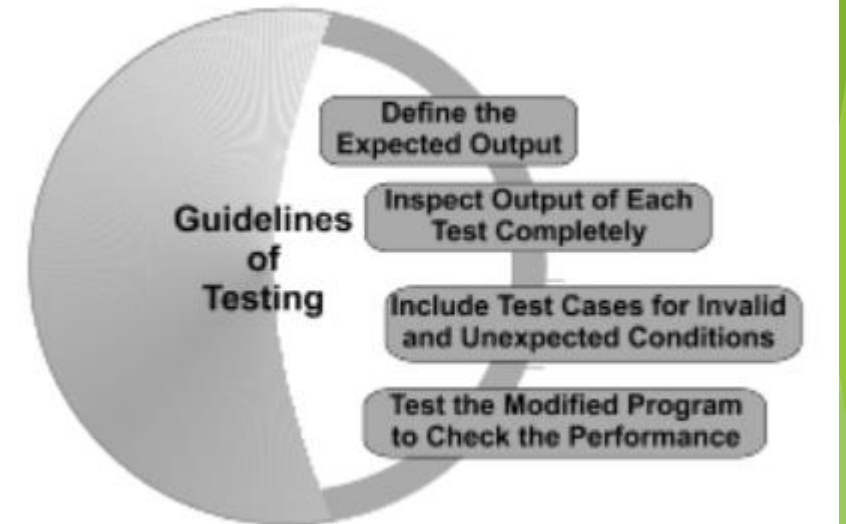 Define the
Expected Output
Inspect Output of Each
Test Completely
Guidelines
of
Testing
Include Test Cases for Invalid
and Unexpected Conditions
Test the Modified Program
to Check the Performance